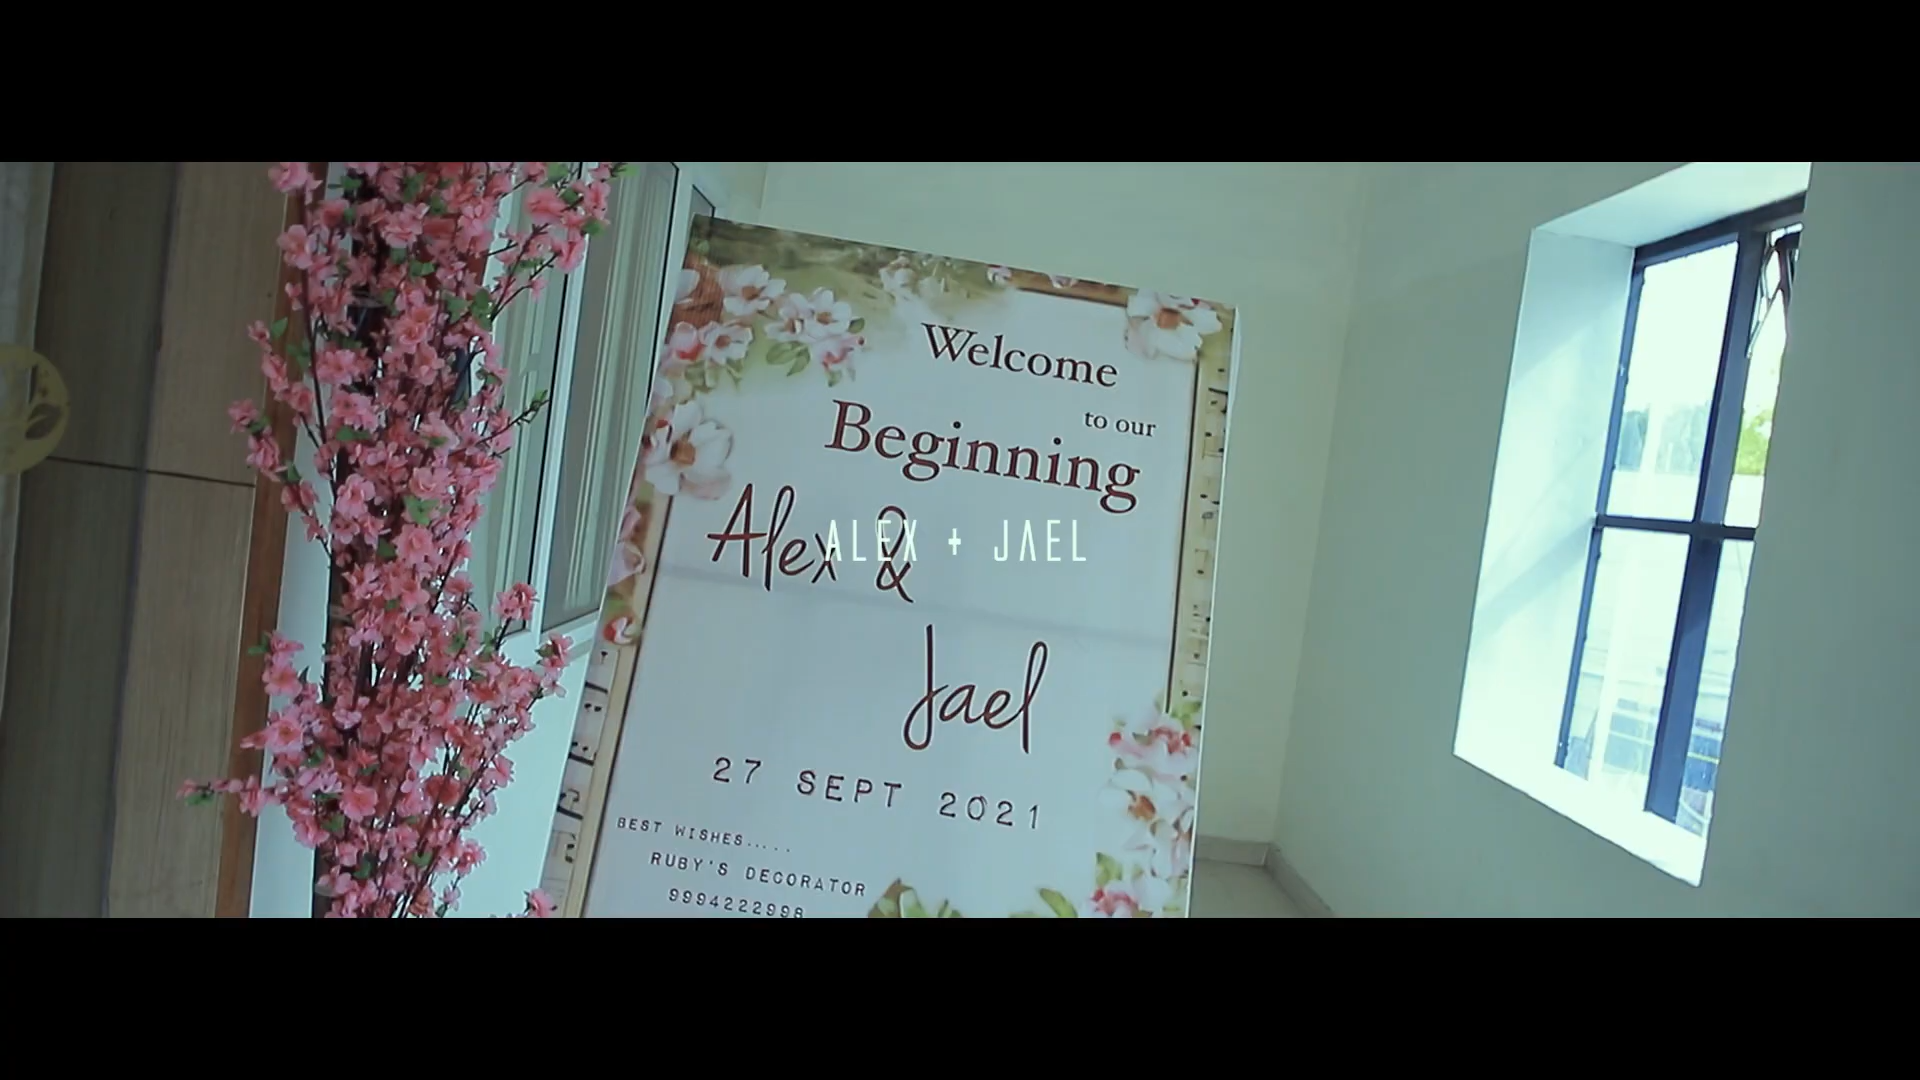 Welcome
to our
Beginning
Alex &
ALEX + JAEL
Jael
27 SEPT 2021
BEST WISHES.....
RUBY'S DECORATOR
9994222998